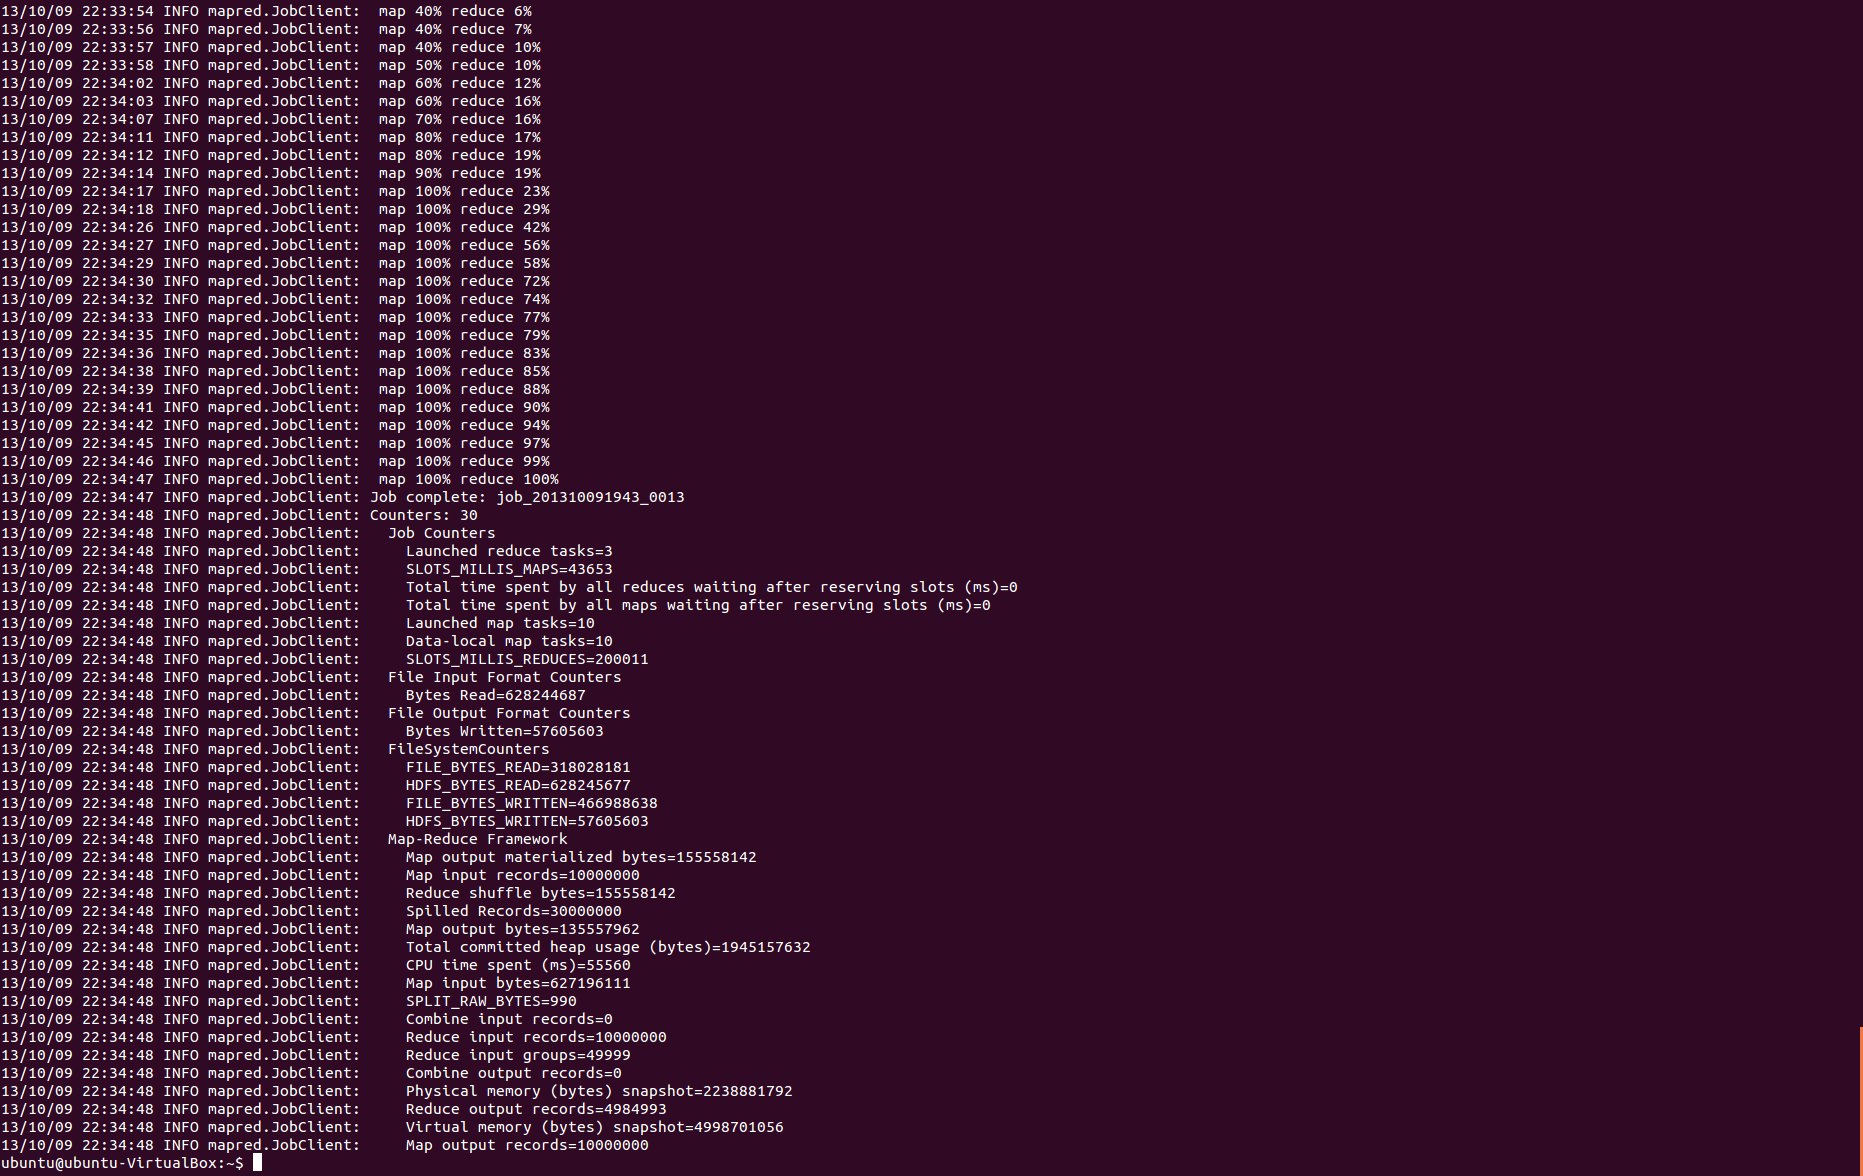 13/10/09 22:33:54 INFO mapred.JobClient:  map 40% reduce 6%
13/10/09 22:33:56 INFO mapred.JobClient:  map 40% reduce 7%
13/10/09 22:33:57 INFO mapred.JobClient:  map 40% reduce 10%
13/10/09 22:33:58 INFO mapred.JobClient:  map 50% reduce 10%
13/10/09 22:34:02 INFO mapred.JobClient:  map 60% reduce 12%
13/10/09 22:34:03 INFO mapred.JobClient:  map 60% reduce 16%
13/10/09 22:34:07 INFO mapred.JobClient:  map 70% reduce 16%
13/10/09 22:34:11 INFO mapred.JobClient:  map 80% reduce 17%
13/10/09 22:34:12 INFO mapred.JobClient:  map 80% reduce 19%
13/10/09 22:34:14 INFO mapred.JobClient:  map 90% reduce 19%
13/10/09 22:34:17 INFO mapred.JobClient:  map 100% reduce 23%
13/10/09 22:34:18 INFO mapred.JobClient:  map 100% reduce 29%
13/10/09 22:34:26 INFO mapred.JobClient:  map 100% reduce 42%
13/10/09 22:34:27 INFO mapred.JobClient:  map 100% reduce 56%
13/10/09 22:34:29 INFO mapred.JobClient:  map 100% reduce 58%
13/10/09 22:34:30 INFO mapred.JobClient:  map 100% reduce 72%
13/10/09 22:34:32 INFO mapred.JobClient:  map 100% reduce 74%
13/10/09 22:34:33 INFO mapred.JobClient:  map 100% reduce 77%
13/10/09 22:34:35 INFO mapred.JobClient:  map 100% reduce 79%
13/10/09 22:34:36 INFO mapred.JobClient:  map 100% reduce 83%
13/10/09 22:34:38 INFO mapred.JobClient:  map 100% reduce 85%
13/10/09 22:34:39 INFO mapred.JobClient:  map 100% reduce 88%
13/10/09 22:34:41 INFO mapred.JobClient:  map 100% reduce 90%
13/10/09 22:34:42 INFO mapred.JobClient:  map 100% reduce 94%
13/10/09 22:34:45 INFO mapred.JobClient:  map 100% reduce 97%
13/10/09 22:34:46 INFO mapred.JobClient:  map 100% reduce 99%
13/10/09 22:34:47 INFO mapred.JobClient:  map 100% reduce 100%
13/10/09 22:34:47 INFO mapred.JobClient: Job complete: job_201310091943_0013
13/10/09 22:34:48 INFO mapred.JobClient: Counters: 30
13/10/09 22:34:48 INFO mapred.JobClient:   Job Counters
13/10/09 22:34:48 INFO mapred.JobClient:     Launched reduce tasks=3
13/10/09 22:34:48 INFO mapred.JobClient:     SLOTS_MILLIS_MAPS=43653
13/10/09 22:34:48 INFO mapred.JobClient:     Total time spent by all reduces waiting after reserving slots (ms)=0
13/10/09 22:34:48 INFO mapred.JobClient:     Total time spent by all maps waiting after reserving slots (ms)=0
13/10/09 22:34:48 INFO mapred.JobClient:     Launched map tasks=10
13/10/09 22:34:48 INFO mapred.JobClient:     Data-local map tasks=10
13/10/09 22:34:48 INFO mapred.JobClient:     SLOTS_MILLIS_REDUCES=200011
13/10/09 22:34:48 INFO mapred.JobClient:   File Input Format Counters
13/10/09 22:34:48 INFO mapred.JobClient:     Bytes Read=628244687
13/10/09 22:34:48 INFO mapred.JobClient:   File Output Format Counters
13/10/09 22:34:48 INFO mapred.JobClient:     Bytes Written=57605603
13/10/09 22:34:48 INFO mapred.JobClient:   FileSystemCounters
13/10/09 22:34:48 INFO mapred.JobClient:     FILE_BYTES_READ=318028181
13/10/09 22:34:48 INFO mapred.JobClient:     HDFS_BYTES_READ=628245677
13/10/09 22:34:48 INFO mapred.JobClient:     FILE_BYTES_WRITTEN=466988638
13/10/09 22:34:48 INFO mapred.JobClient:     HDFS_BYTES_WRITTEN=57605603
13/10/09 22:34:48 INFO mapred.JobClient:   Map-Reduce Framework
13/10/09 22:34:48 INFO mapred.JobClient:     Map output materialized bytes=155558142
13/10/09 22:34:48 INFO mapred.JobClient:     Map input records=10000000
13/10/09 22:34:48 INFO mapred.JobClient:     Reduce shuffle bytes=155558142
13/10/09 22:34:48 INFO mapred.JobClient:     Spilled Records=30000000
13/10/09 22:34:48 INFO mapred.JobClient:     Map output bytes=135557962
13/10/09 22:34:48 INFO mapred.JobClient:     Total committed heap usage (bytes)=1945157632
13/10/09 22:34:48 INFO mapred.JobClient:     CPU time spent (ms)=55560
13/10/09 22:34:48 INFO mapred.JobClient:     Map input bytes=627196111
13/10/09 22:34:48 INFO mapred.JobClient:     SPLIT_RAW_BYTES=990
13/10/09 22:34:48 INFO mapred.JobClient:     Combine input records=0
13/10/09 22:34:48 INFO mapred.JobClient:     Reduce input records=10000000
13/10/09 22:34:48 INFO mapred.JobClient:     Reduce input groups=49999
13/10/09 22:34:48 INFO mapred.JobClient:     Combine output records=0
13/10/09 22:34:48 INFO mapred.JobClient:     Physical memory (bytes) snapshot=2238881792
13/10/09 22:34:48 INFO mapred.JobClient:     Reduce output records=4984993
13/10/09 22:34:48 INFO mapred.JobClient:     Virtual memory (bytes) snapshot=4998701056
13/10/09 22:34:48 INFO mapred.JobClient:     Map output records=10000000
ubuntu@ubuntu-VirtualBox:~$